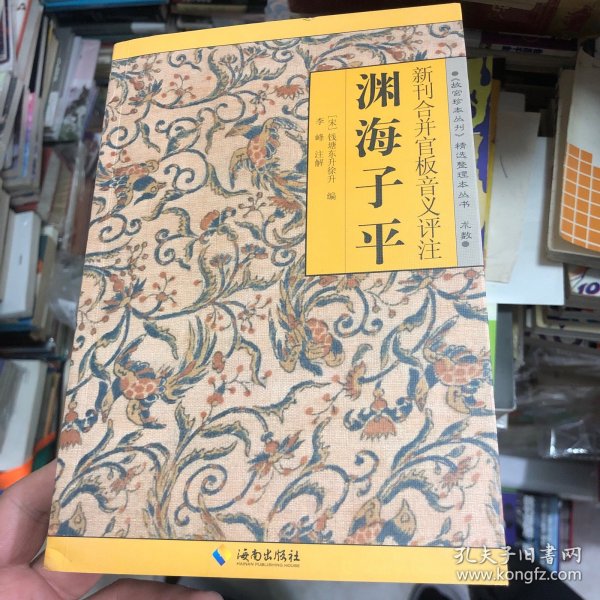 ●《故宫珍本丛刊》精选整理本丛书 术数●
新刊合并官板音义评注
渊海子平
[宋] 钱塘东升徐升 编
李峰 注解
海南出版社
HAINAN PUBLISHING HOUSE
孔夫子旧书网
www.kongfz.com